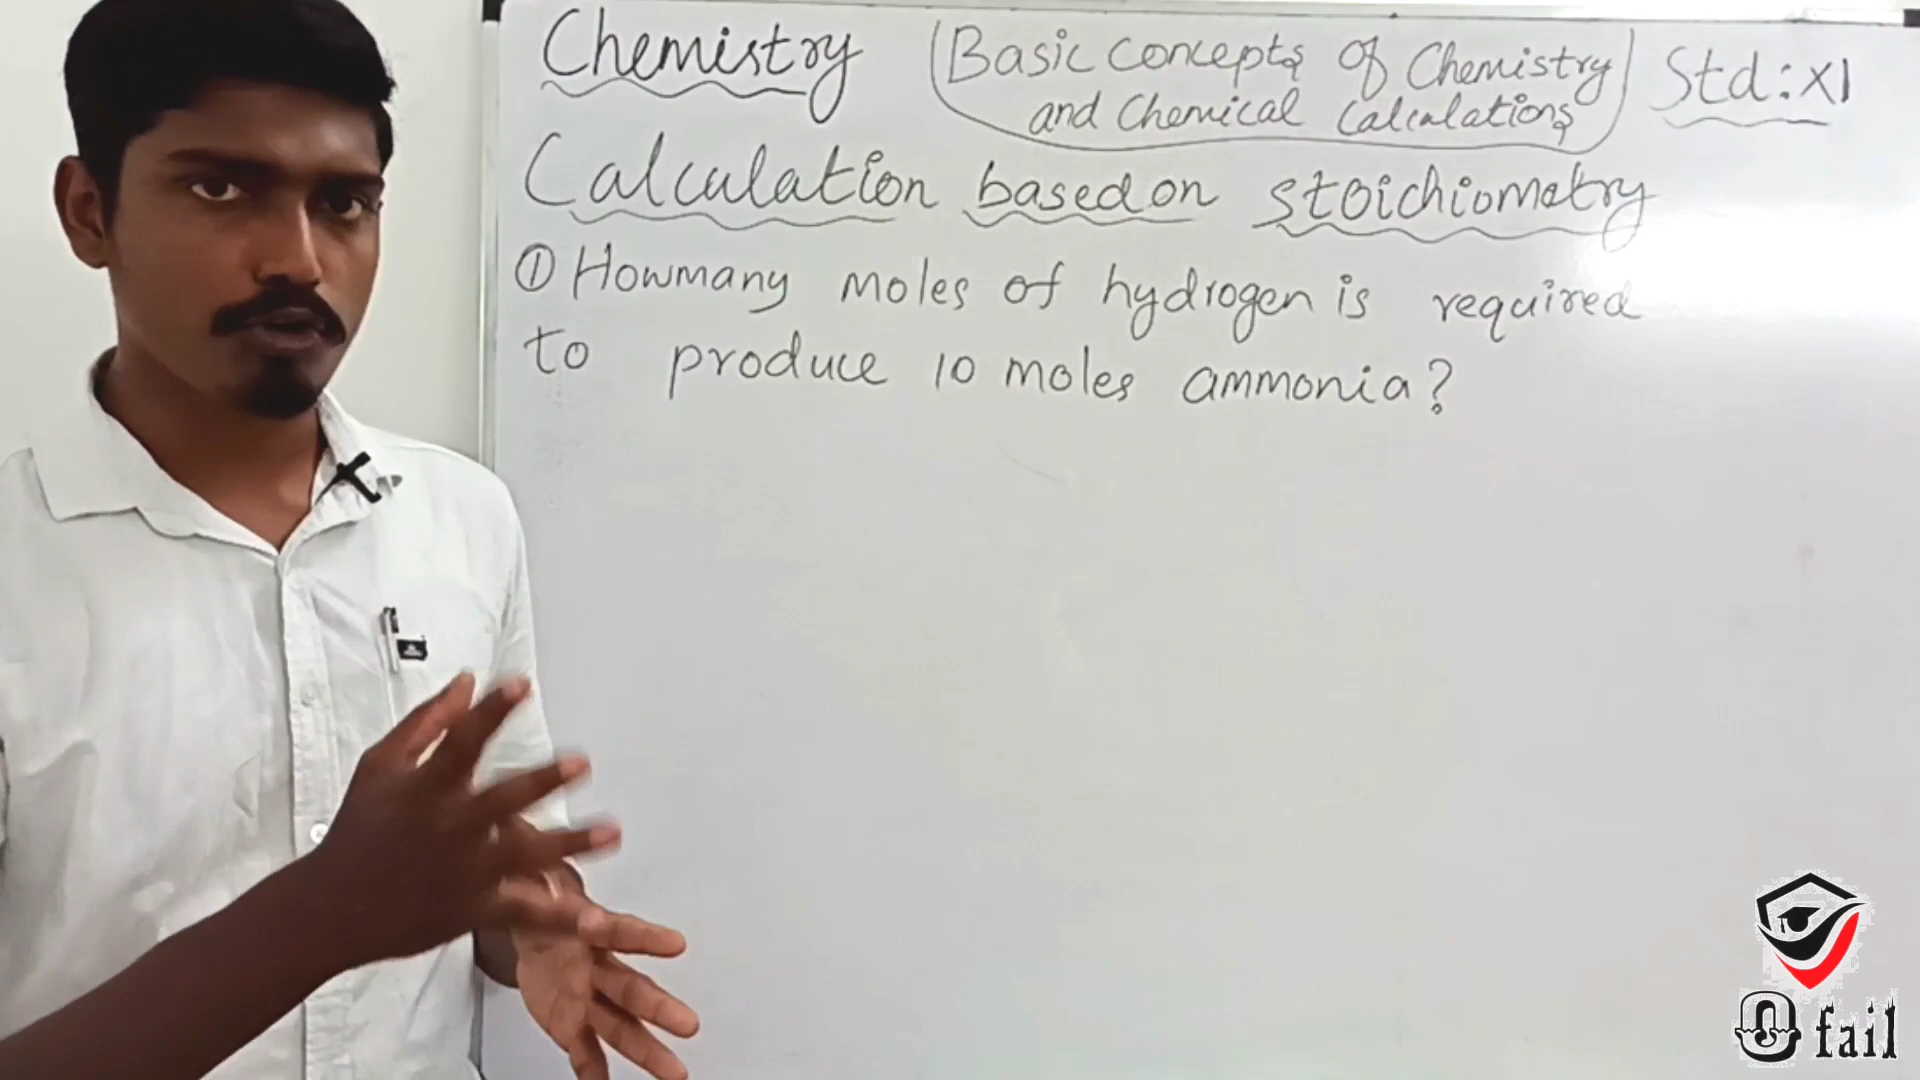 Chemistry (Basic concepts of Chemistry and Chemical Calculations) Std: XI
Calculation based on stoichiometry
① Howmany moles of hydrogen is required
to produce 10 moles ammonia?
0 fail